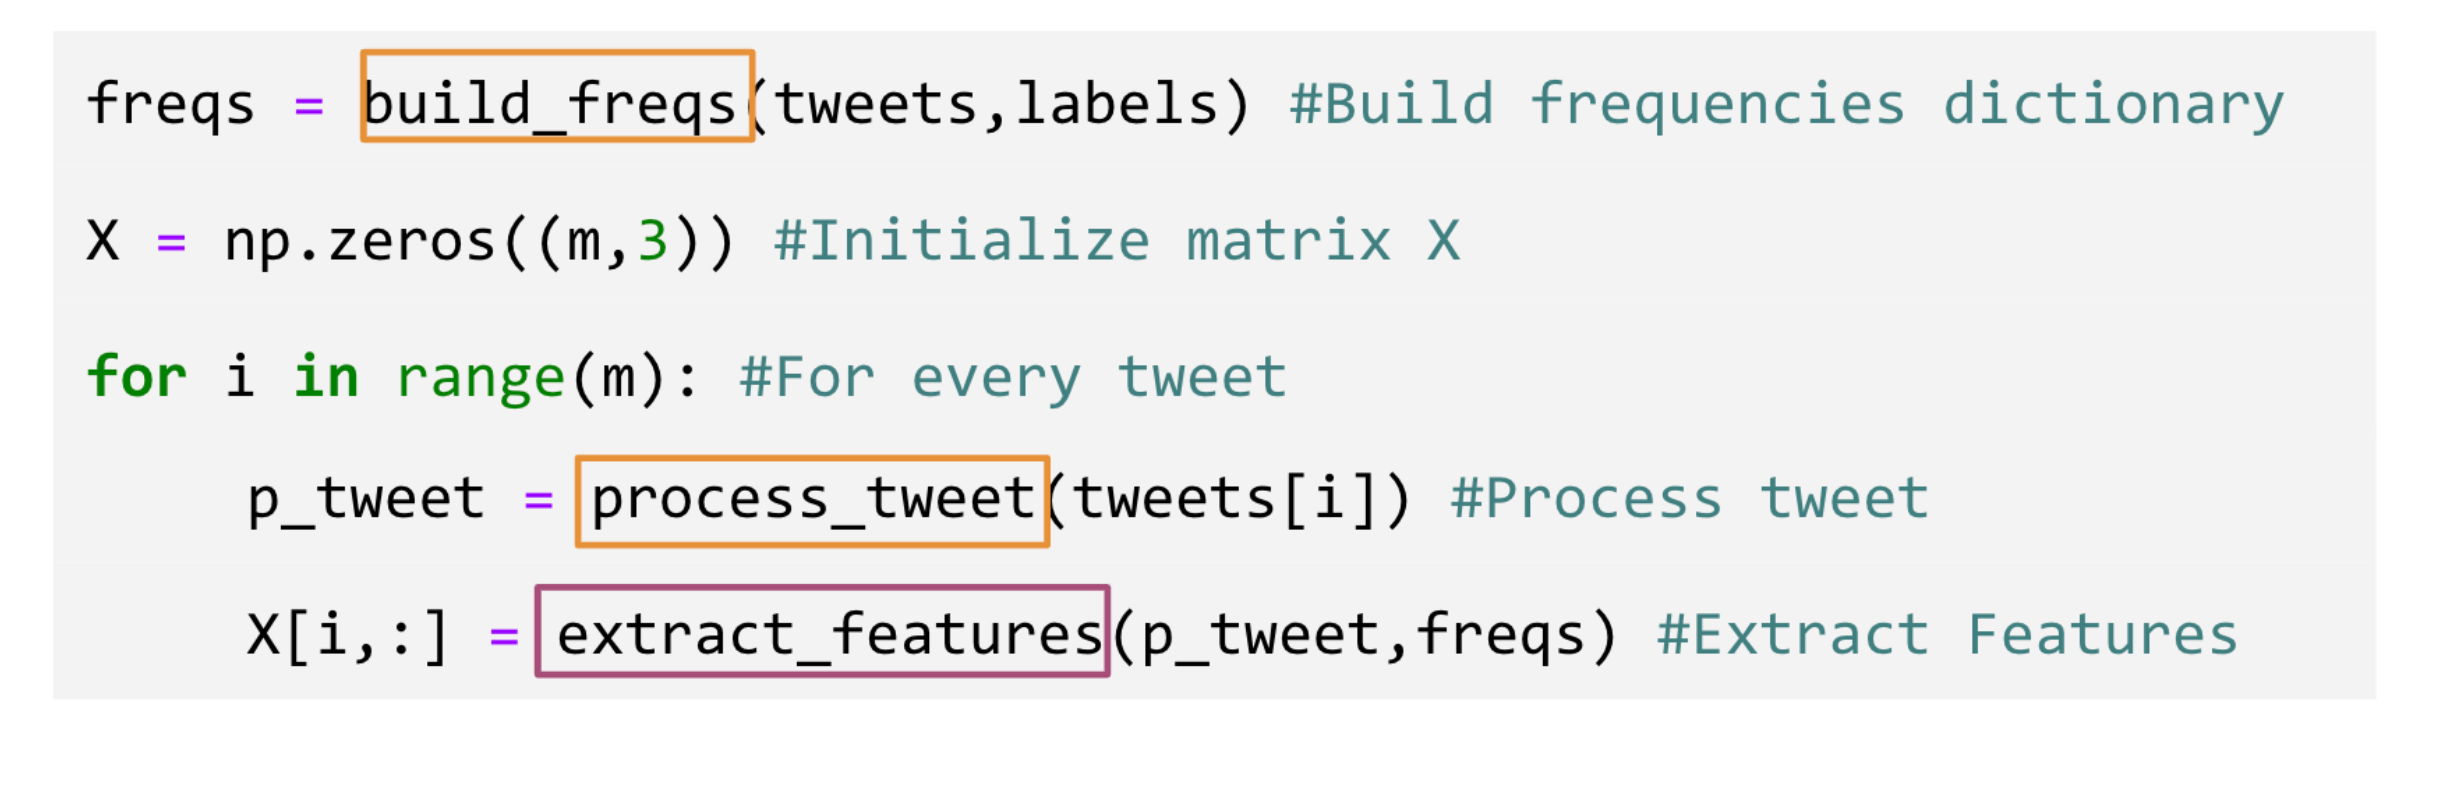 freqs = build_freqs(tweets,labels) #Build frequencies dictionary
X = np.zeros((m,3)) #Initialize matrix X
for i in range(m): #For every tweet
    p_tweet = process_tweet(tweets[i]) #Process tweet
    X[i,:] = extract_features(p_tweet,freqs) #Extract Features